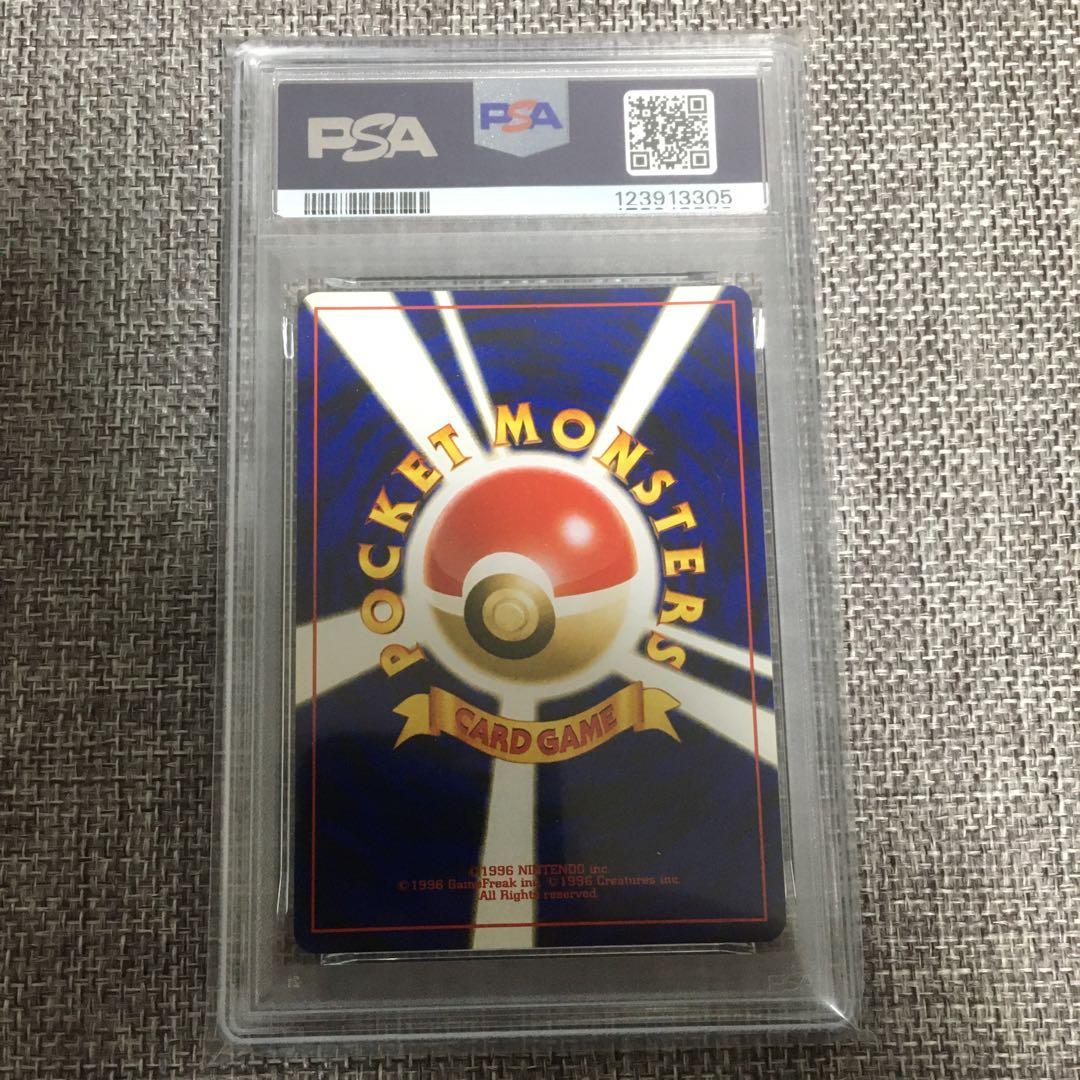 PSA PSA
123913305
POCKET MONSTERS
CARD GAME
©1996 NINTENDO inc.
©1996 GameFreak inc. ©1996 Creatures inc.
All Rights reserved.
PSA